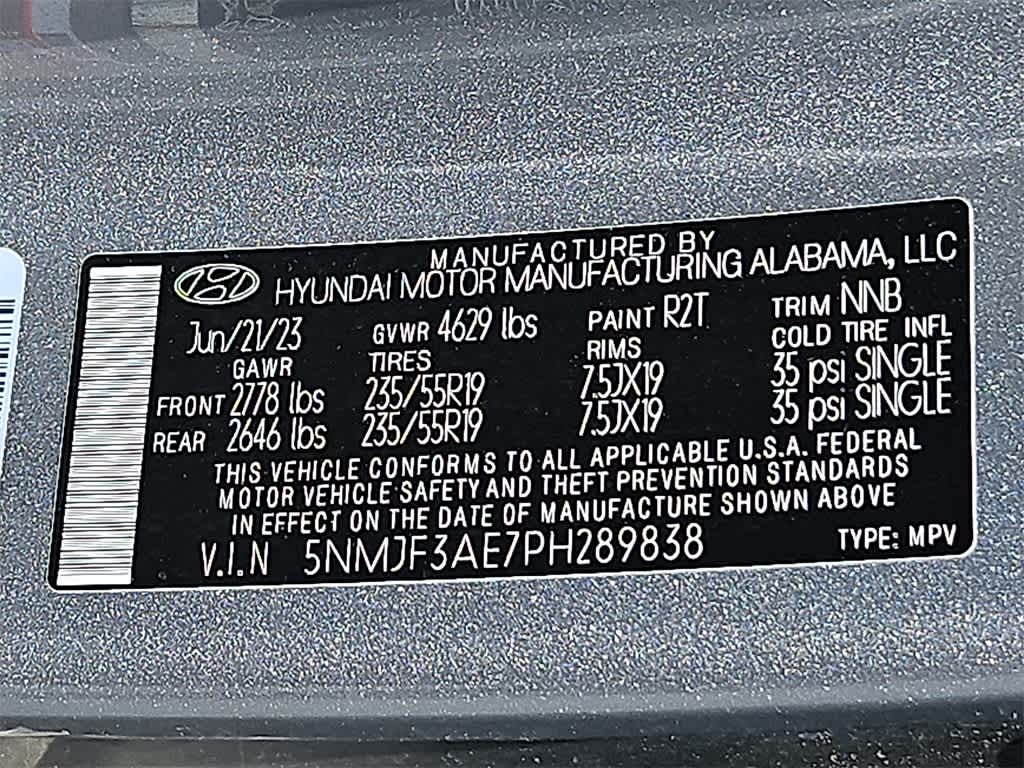 MANUFACTURED BY
HYUNDAI MOTOR MANUFACTURING ALABAMA, LLC
Jun/21/23 GVWR 4629 lbs PAINT R2T TRIM NNB
GAWR TIRES RIMS COLD TIRE INFL
FRONT 2778 lbs 235/55R19 7.5JX19 35 psi SINGLE
REAR 2646 lbs 235/55R19 7.5JX19 35 psi SINGLE
THIS VEHICLE CONFORMS TO ALL APPLICABLE U.S.A. FEDERAL
MOTOR VEHICLE SAFETY AND THEFT PREVENTION STANDARDS
IN EFFECT ON THE DATE OF MANUFACTURE SHOWN ABOVE
V.I.N 5NMJF3AE7PH289838 TYPE: MPV